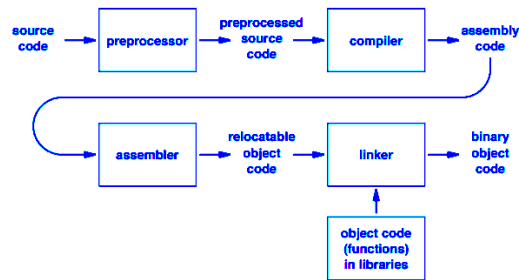 source
code
preprocessor
preprocessed
source
code
compiler
assembly
code
assembler
relocatable
object
code
linker
binary
object
code
object code
(functions)
in libraries